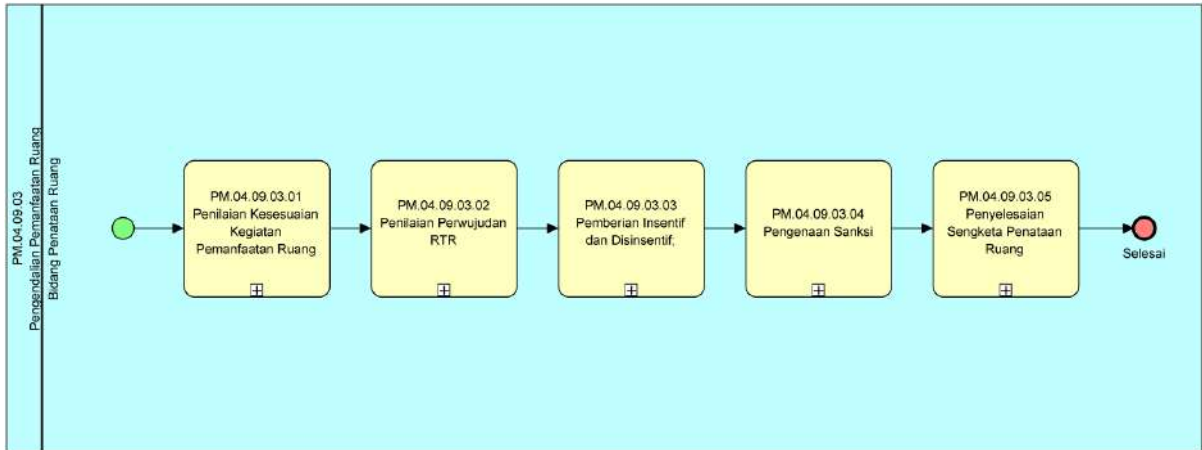 PM.04.09.03
Pengendalian Pemanfaatan Ruang
Bidang Penataan Ruang
PM.04.09.03.01
Penilaian Kesesuaian
Kegiatan
Pemanfaatan Ruang
PM.04.09.03.02
Penilaian Perwujudan
RTR
PM.04.09.03.03
Pemberian Insentif
dan Disinsentif;
PM.04.09.03.04
Pengenaan Sanksi
PM.04.09.03.05
Penyelesaian
Sengketa Penataan
Ruang
Selesai